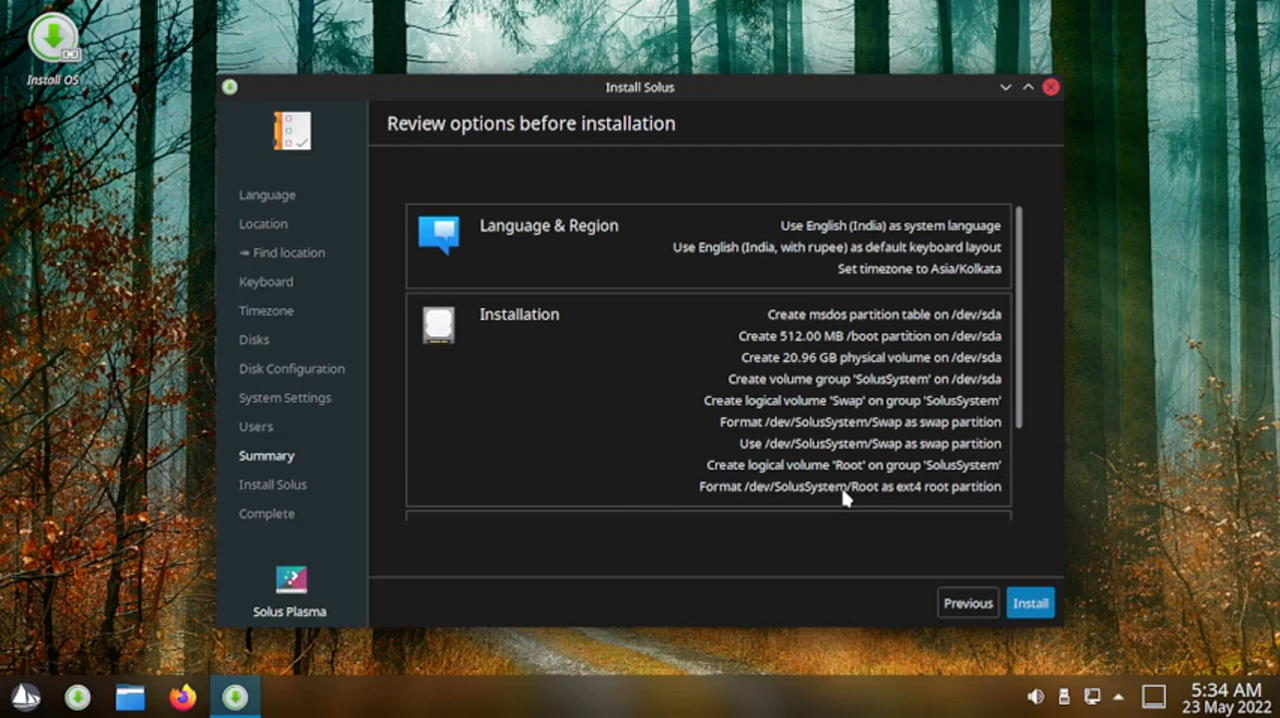 Install OS
Install Solus
Review options before installation
Language
Location
↠ Find location
Keyboard
Timezone
Disks
Disk Configuration
System Settings
Users
Summary
Install Solus
Complete
Solus Plasma
Language & Region
Use English (India) as system language
Use English (India, with rupee) as default keyboard layout
Set timezone to Asia/Kolkata
Installation
Create msdos partition table on /dev/sda
Create 512.00 MB /boot partition on /dev/sda
Create 20.96 GB physical volume on /dev/sda
Create volume group 'SolusSystem' on /dev/sda
Create logical volume 'Swap' on group 'SolusSystem'
Format /dev/SolusSystem/Swap as swap partition
Use /dev/SolusSystem/Swap as swap partition
Create logical volume 'Root' on group 'SolusSystem'
Format /dev/SolusSystem/Root as ext4 root partition
Previous
Install
5:34 AM
23 May 2022